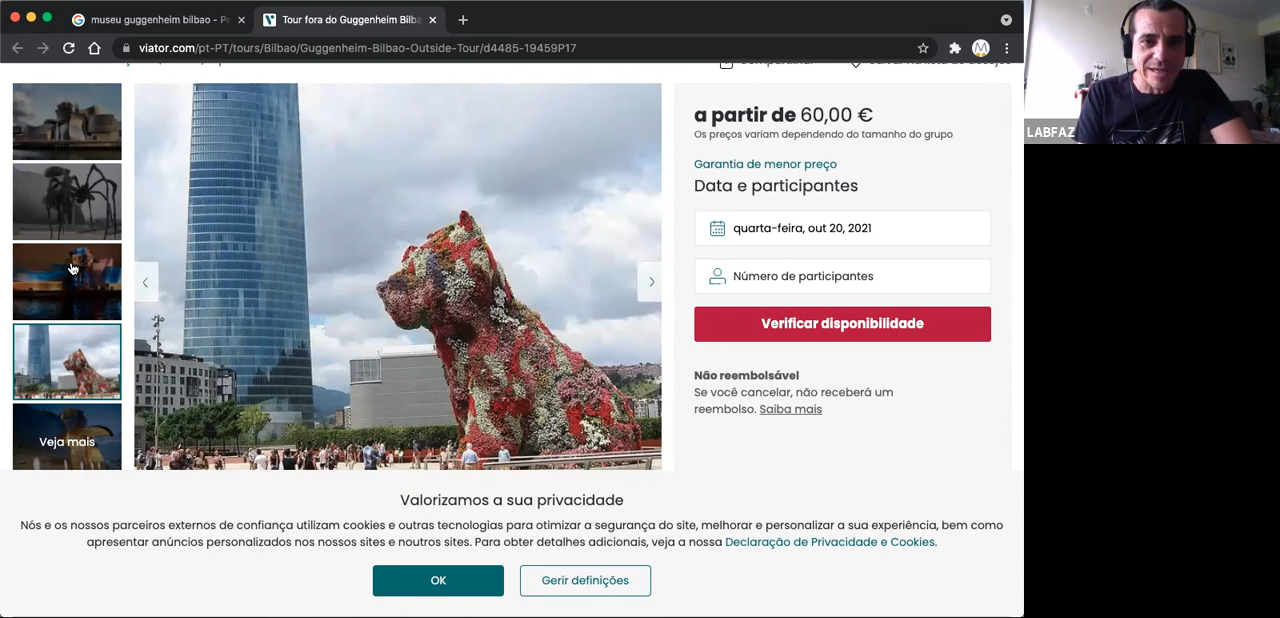 museu guggenheim bilbao - Pe
Tour fora do Guggenheim Bilba
viator.com/pt-PT/tours/Bilbao/Guggenheim-Bilbao-Outside-Tour/d4485-19459P17
M
LABFAZ
a partir de 60,00 €
Os preços variam dependendo do tamanho do grupo
Garantia de menor preço
Data e participantes
quarta-feira, out 20, 2021
Número de participantes
Verificar disponibilidade
Não reembolsável
Se você cancelar, não receberá um
reembolso. Saiba mais
Veja mais
Valorizamos a sua privacidade
Nós e os nossos parceiros externos de confiança utilizam cookies e outras tecnologias para otimizar a segurança do site, melhorar e personalizar a sua experiência, bem como
apresentar anúncios personalizados nos nossos sites e noutros sites. Para obter detalhes adicionais, veja a nossa Declaração de Privacidade e Cookies.
OK
Gerir definições